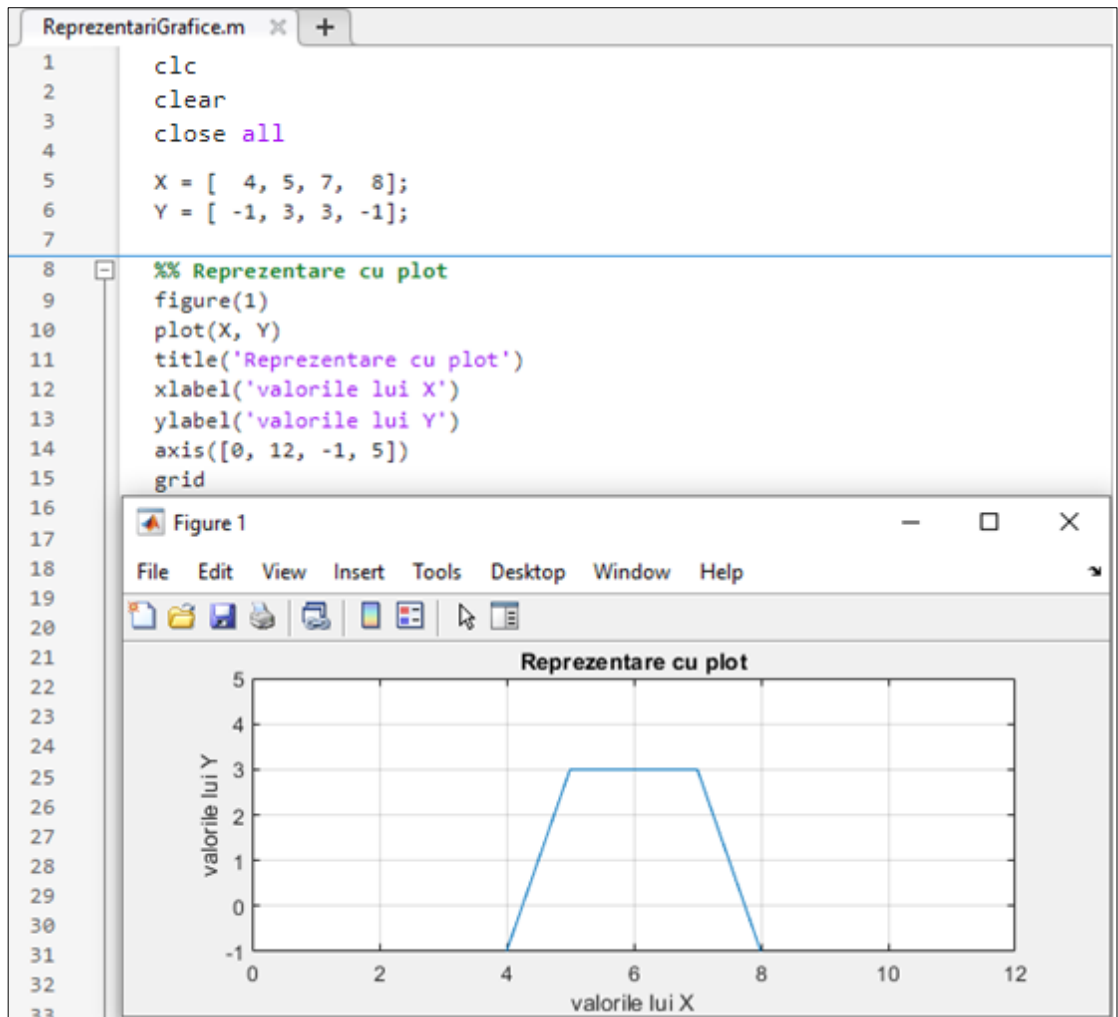 ReprezentariGrafice.m
1 clc
2 clear
3 close all
4
5 X = [  4, 5, 7,  8];
6 Y = [ -1, 3, 3, -1];
7
8 %% Reprezentare cu plot
9 figure(1)
10 plot(X, Y)
11 title('Reprezentare cu plot')
12 xlabel('valorile lui X')
13 ylabel('valorile lui Y')
14 axis([0, 12, -1, 5])
15 grid
16
17
18
19
20
21
22
23
24
25
26
27
28
29
30
31
32
33
Figure 1
File Edit View Insert Tools Desktop Window Help
Reprezentare cu plot
valorile lui Y
5
4
3
2
1
0
-1
0 2 4 6 8 10 12
valorile lui X